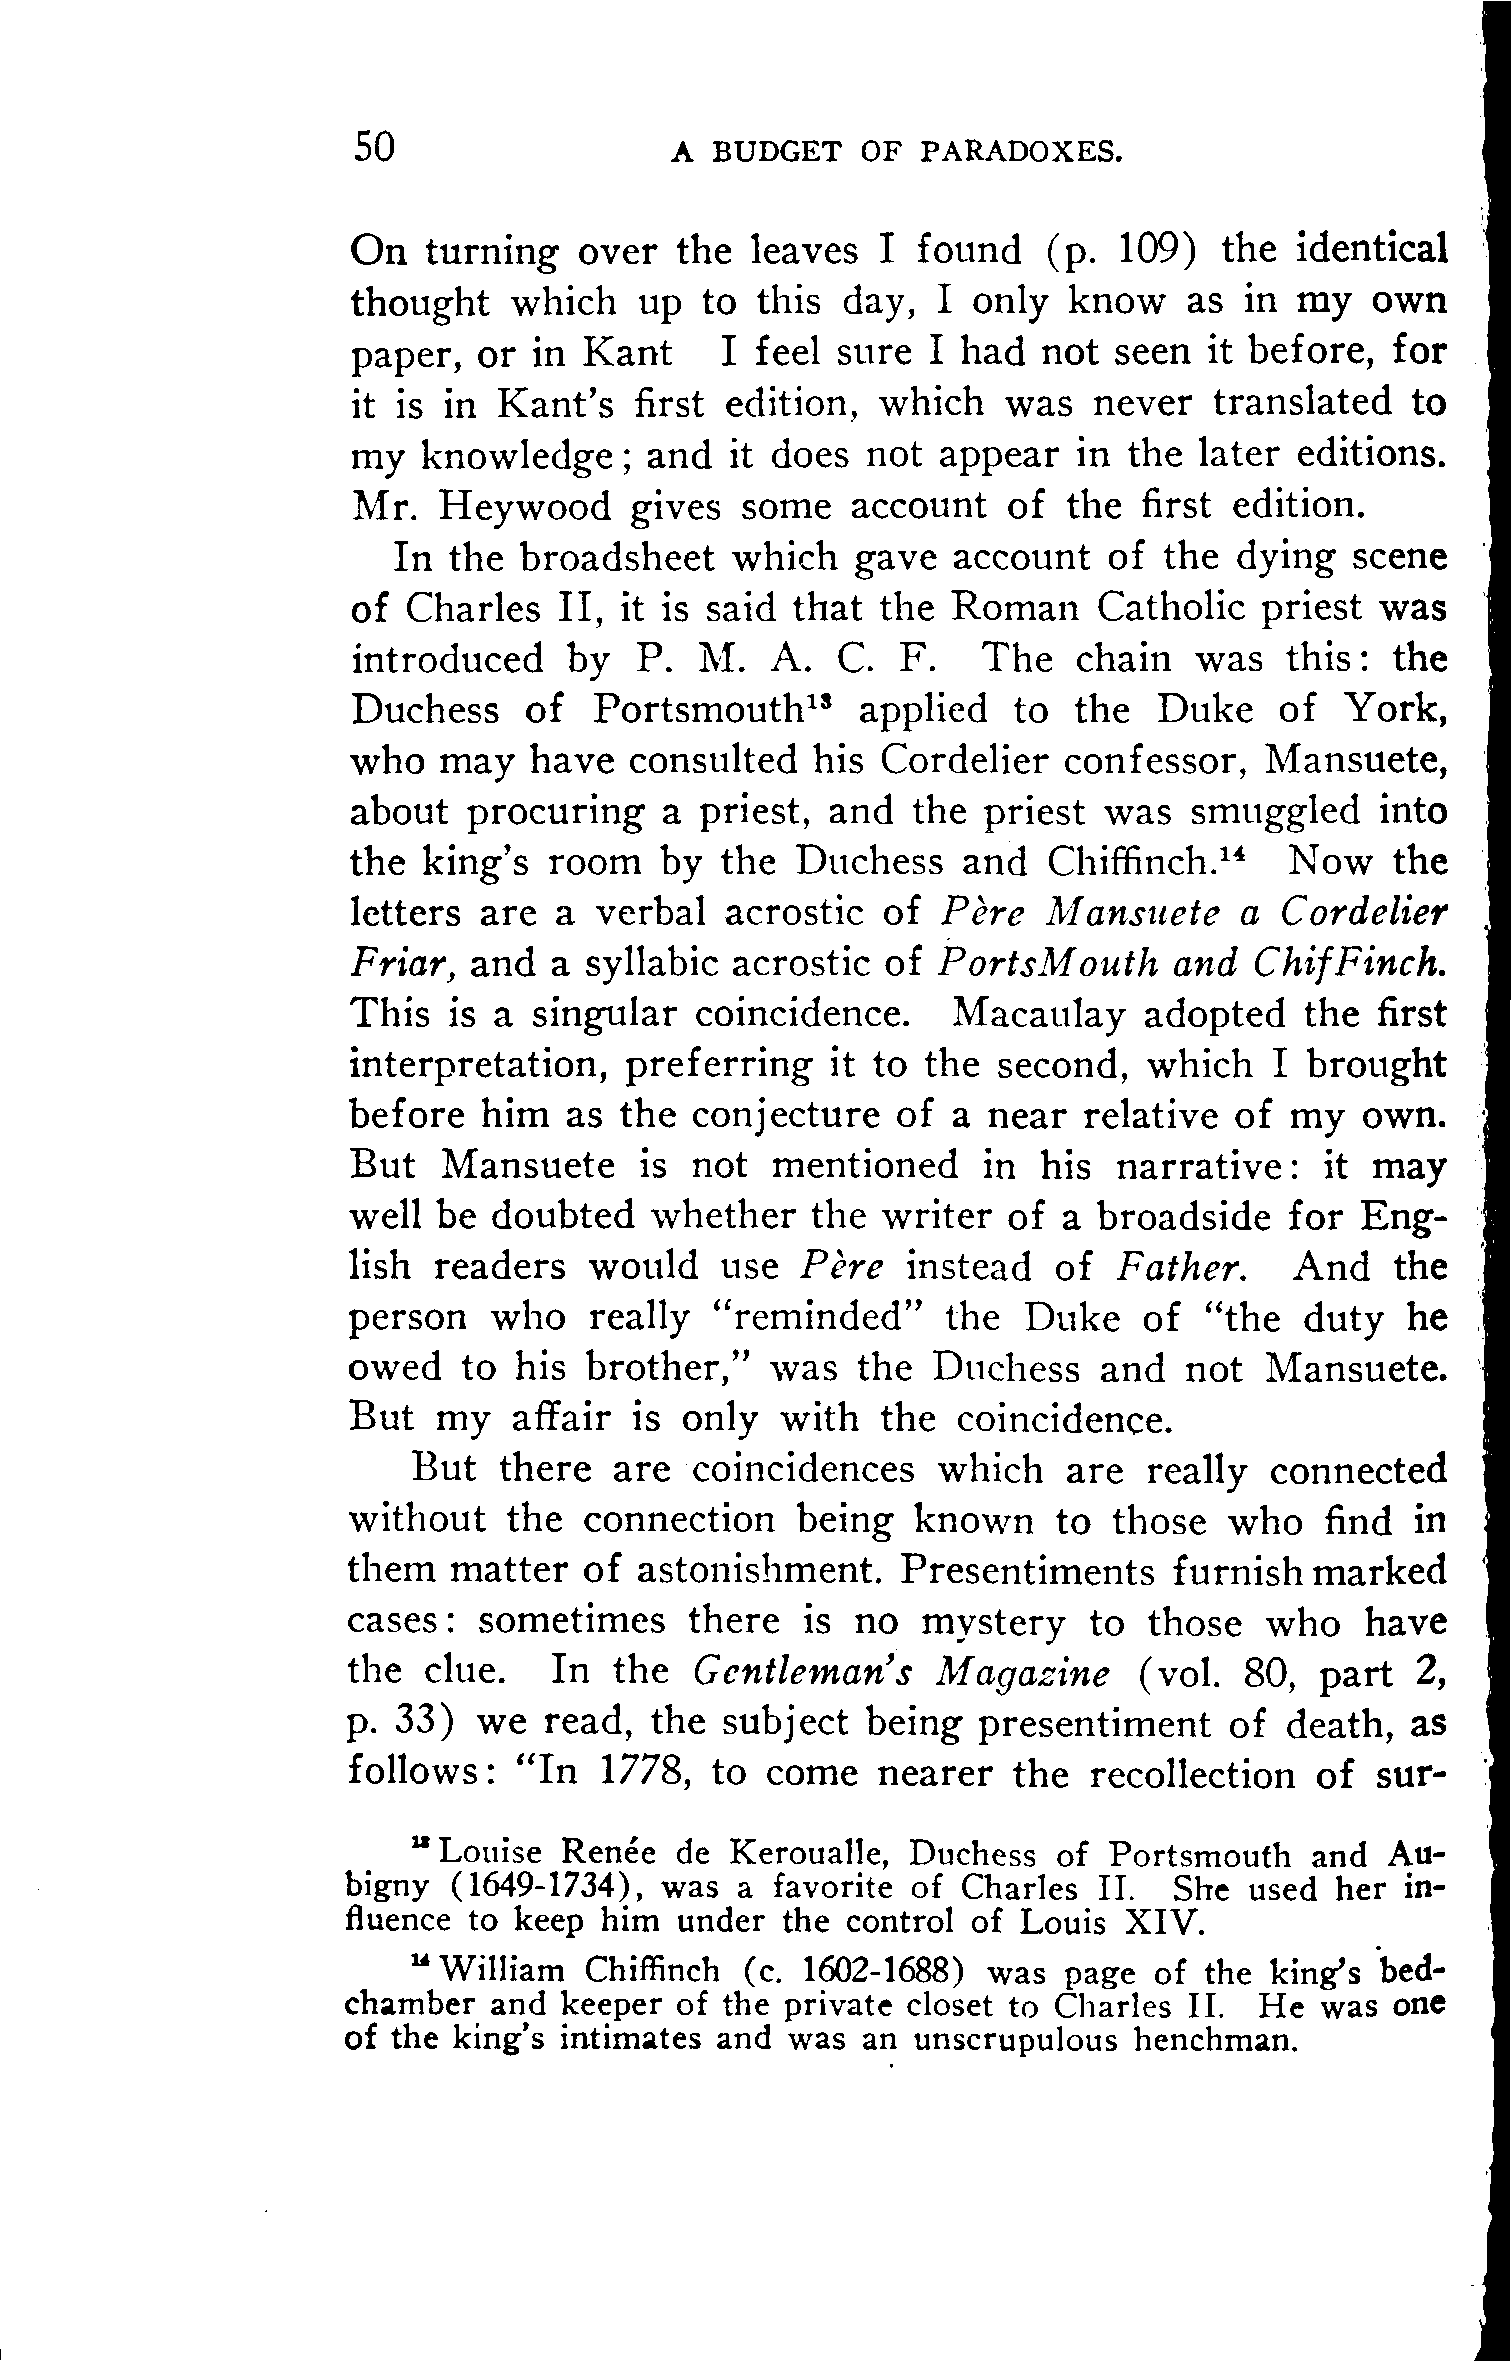 50 A BUDGET OF PARADOXES.
On turning over the leaves I found (p. 109) the identical
thought which up to this day, I only know as in my own
paper, or in Kant I feel sure I had not seen it before, for
it is in Kant's first edition, which was never translated to
my knowledge; and it does not appear in the later editions.
Mr. Heywood gives some account of the first edition.
In the broadsheet which gave account of the dying scene
of Charles II, it is said that the Roman Catholic priest was
introduced by P. M. A. C. F. The chain was this: the
Duchess of Portsmouth¹³ applied to the Duke of York,
who may have consulted his Cordelier confessor, Mansuete,
about procuring a priest, and the priest was smuggled into
the king's room by the Duchess and Chiffinch.¹⁴ Now the
letters are a verbal acrostic of Père Mansuete a Cordelier
Friar, and a syllabic acrostic of PortsMouth and ChifFinch.
This is a singular coincidence. Macaulay adopted the first
interpretation, preferring it to the second, which I brought
before him as the conjecture of a near relative of my own.
But Mansuete is not mentioned in his narrative: it may
well be doubted whether the writer of a broadside for Eng-
lish readers would use Père instead of Father. And the
person who really "reminded" the Duke of "the duty he
owed to his brother," was the Duchess and not Mansuete.
But my affair is only with the coincidence.
But there are coincidences which are really connected
without the connection being known to those who find in
them matter of astonishment. Presentiments furnish marked
cases: sometimes there is no mystery to those who have
the clue. In the Gentleman's Magazine (vol. 80, part 2,
p. 33) we read, the subject being presentiment of death, as
follows: "In 1778, to come nearer the recollection of sur-
¹³ Louise Renée de Keroualle, Duchess of Portsmouth and Au-
bigny (1649-1734), was a favorite of Charles II. She used her in-
fluence to keep him under the control of Louis XIV.
¹⁴ William Chiffinch (c. 1602-1688) was page of the king's bed-
chamber and keeper of the private closet to Charles II. He was one
of the king's intimates and was an unscrupulous henchman.